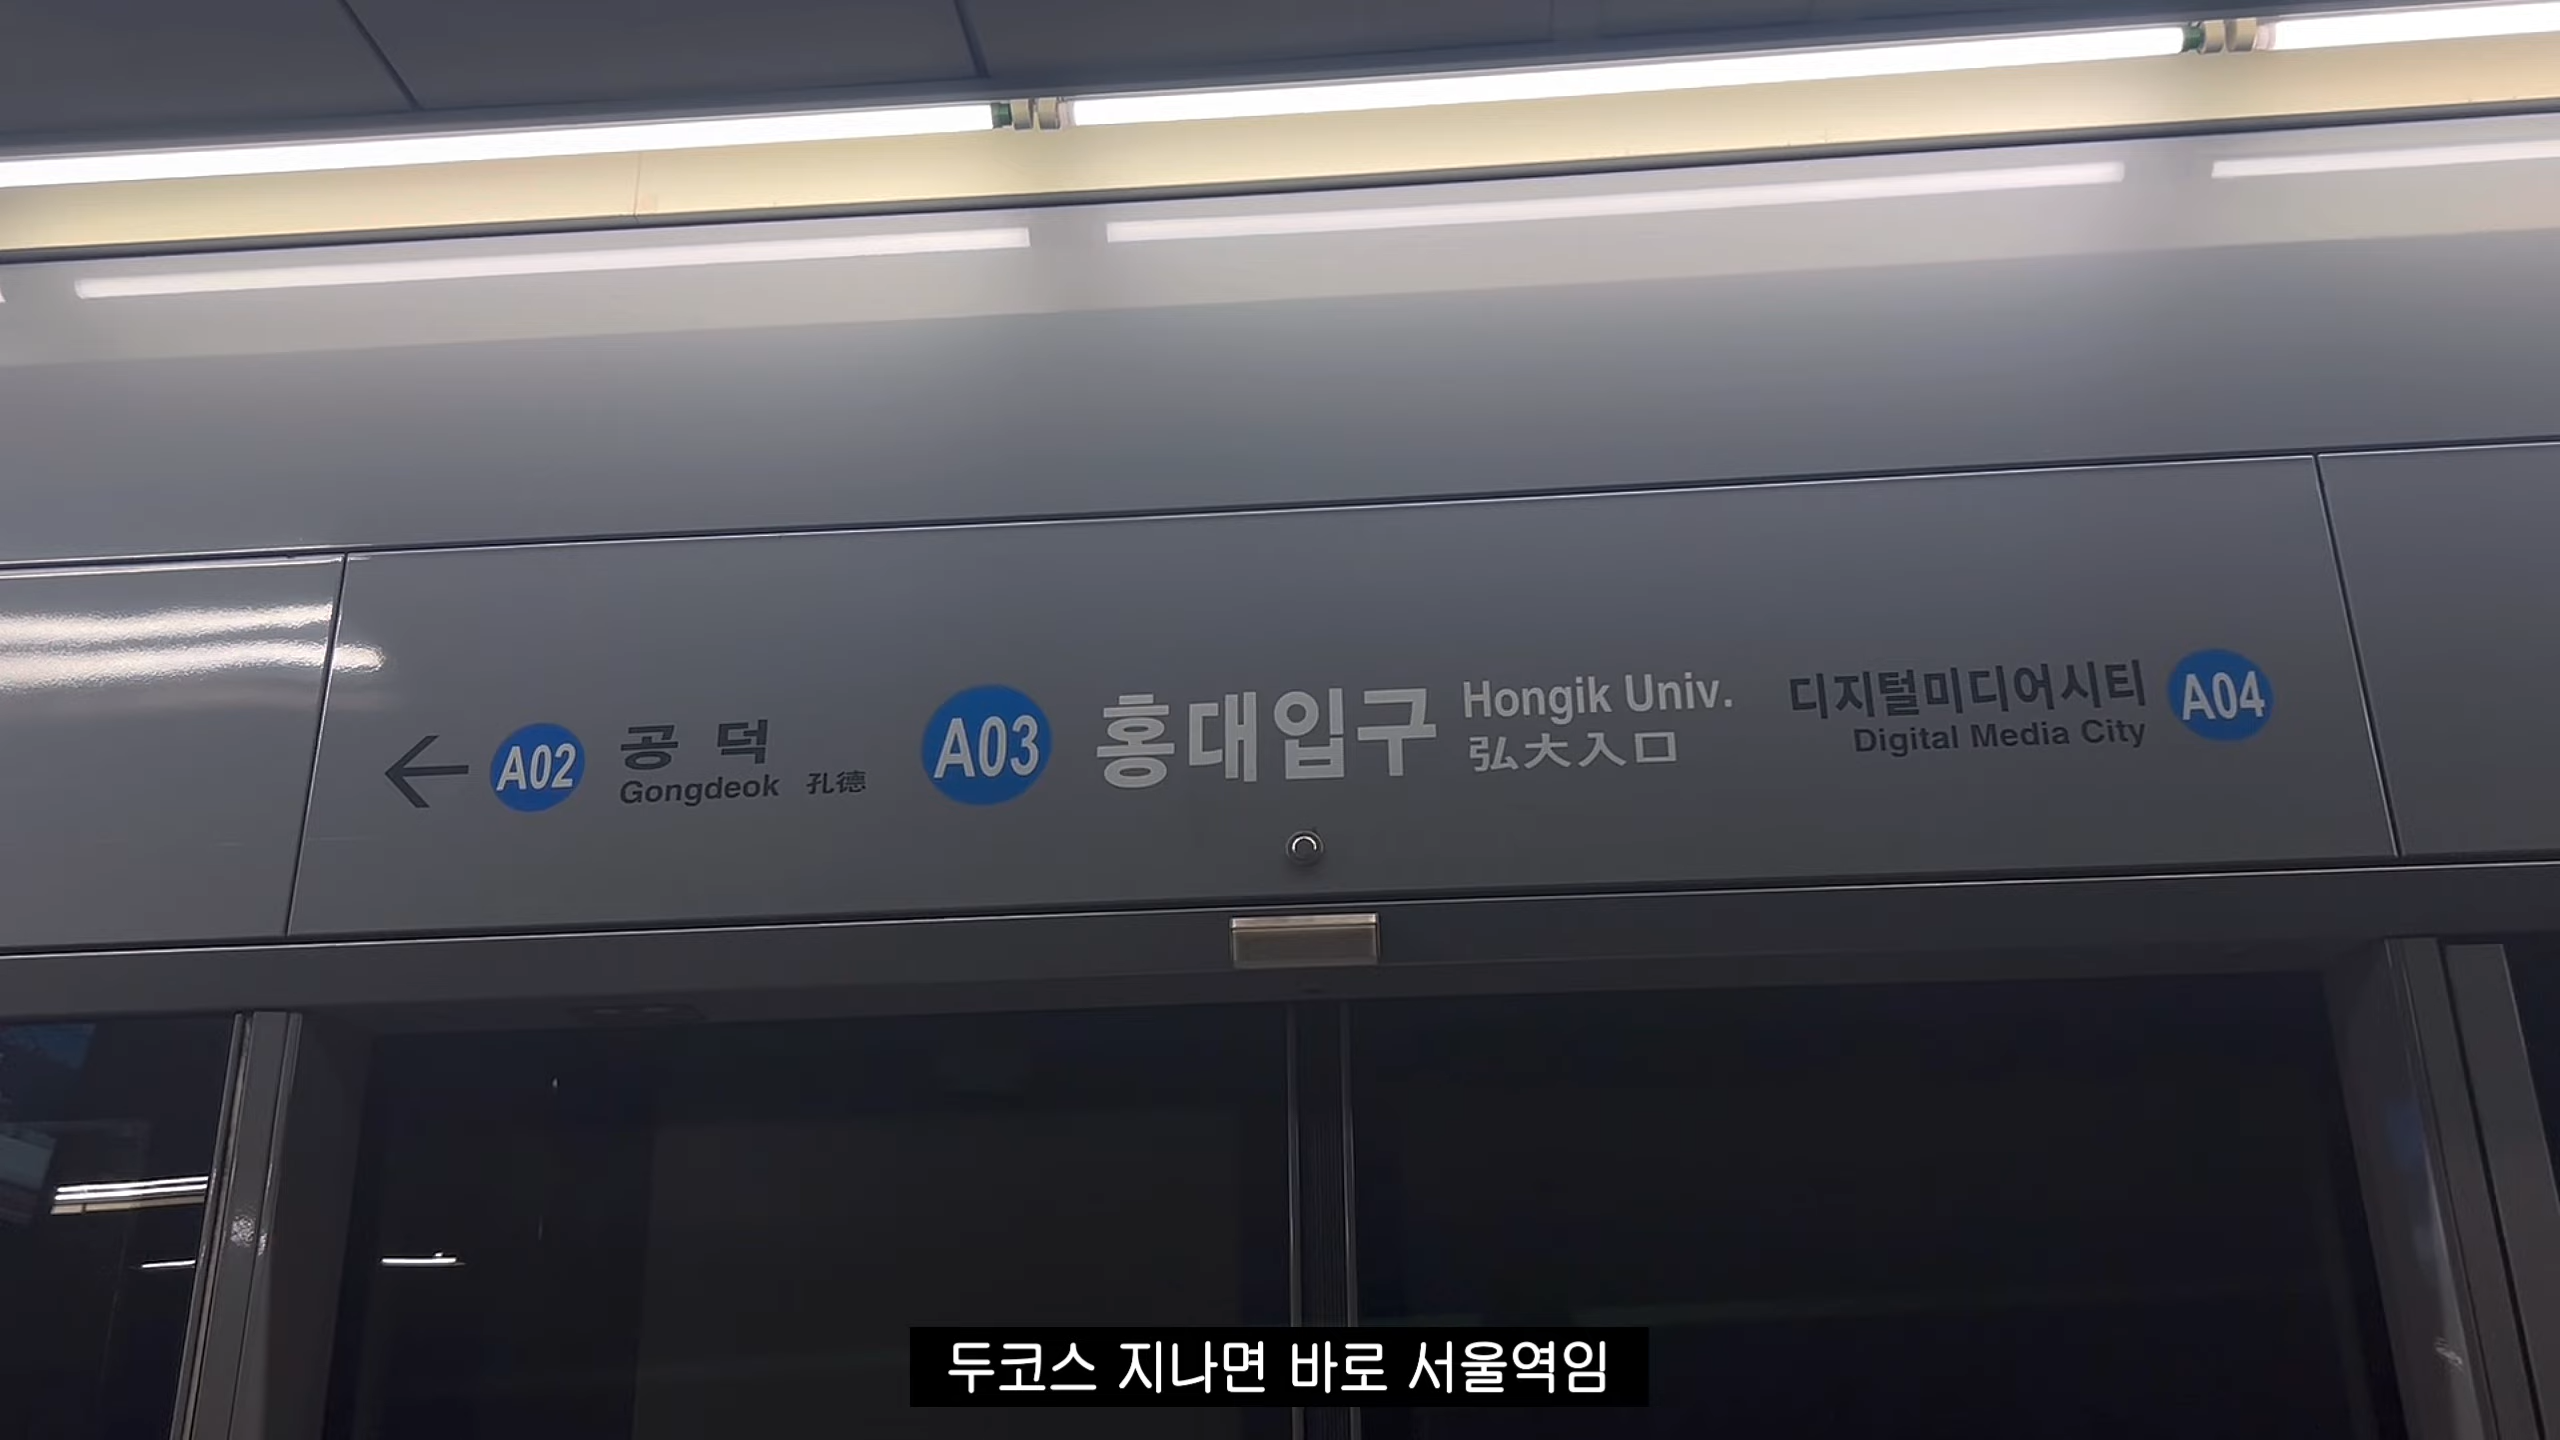 A02 공덕
Gongdeok 孔德
A03 홍대입구 Hongik Univ.
弘大入口
디지털미디어시티 A04
Digital Media City
두코스 지나면 바로 서울역임